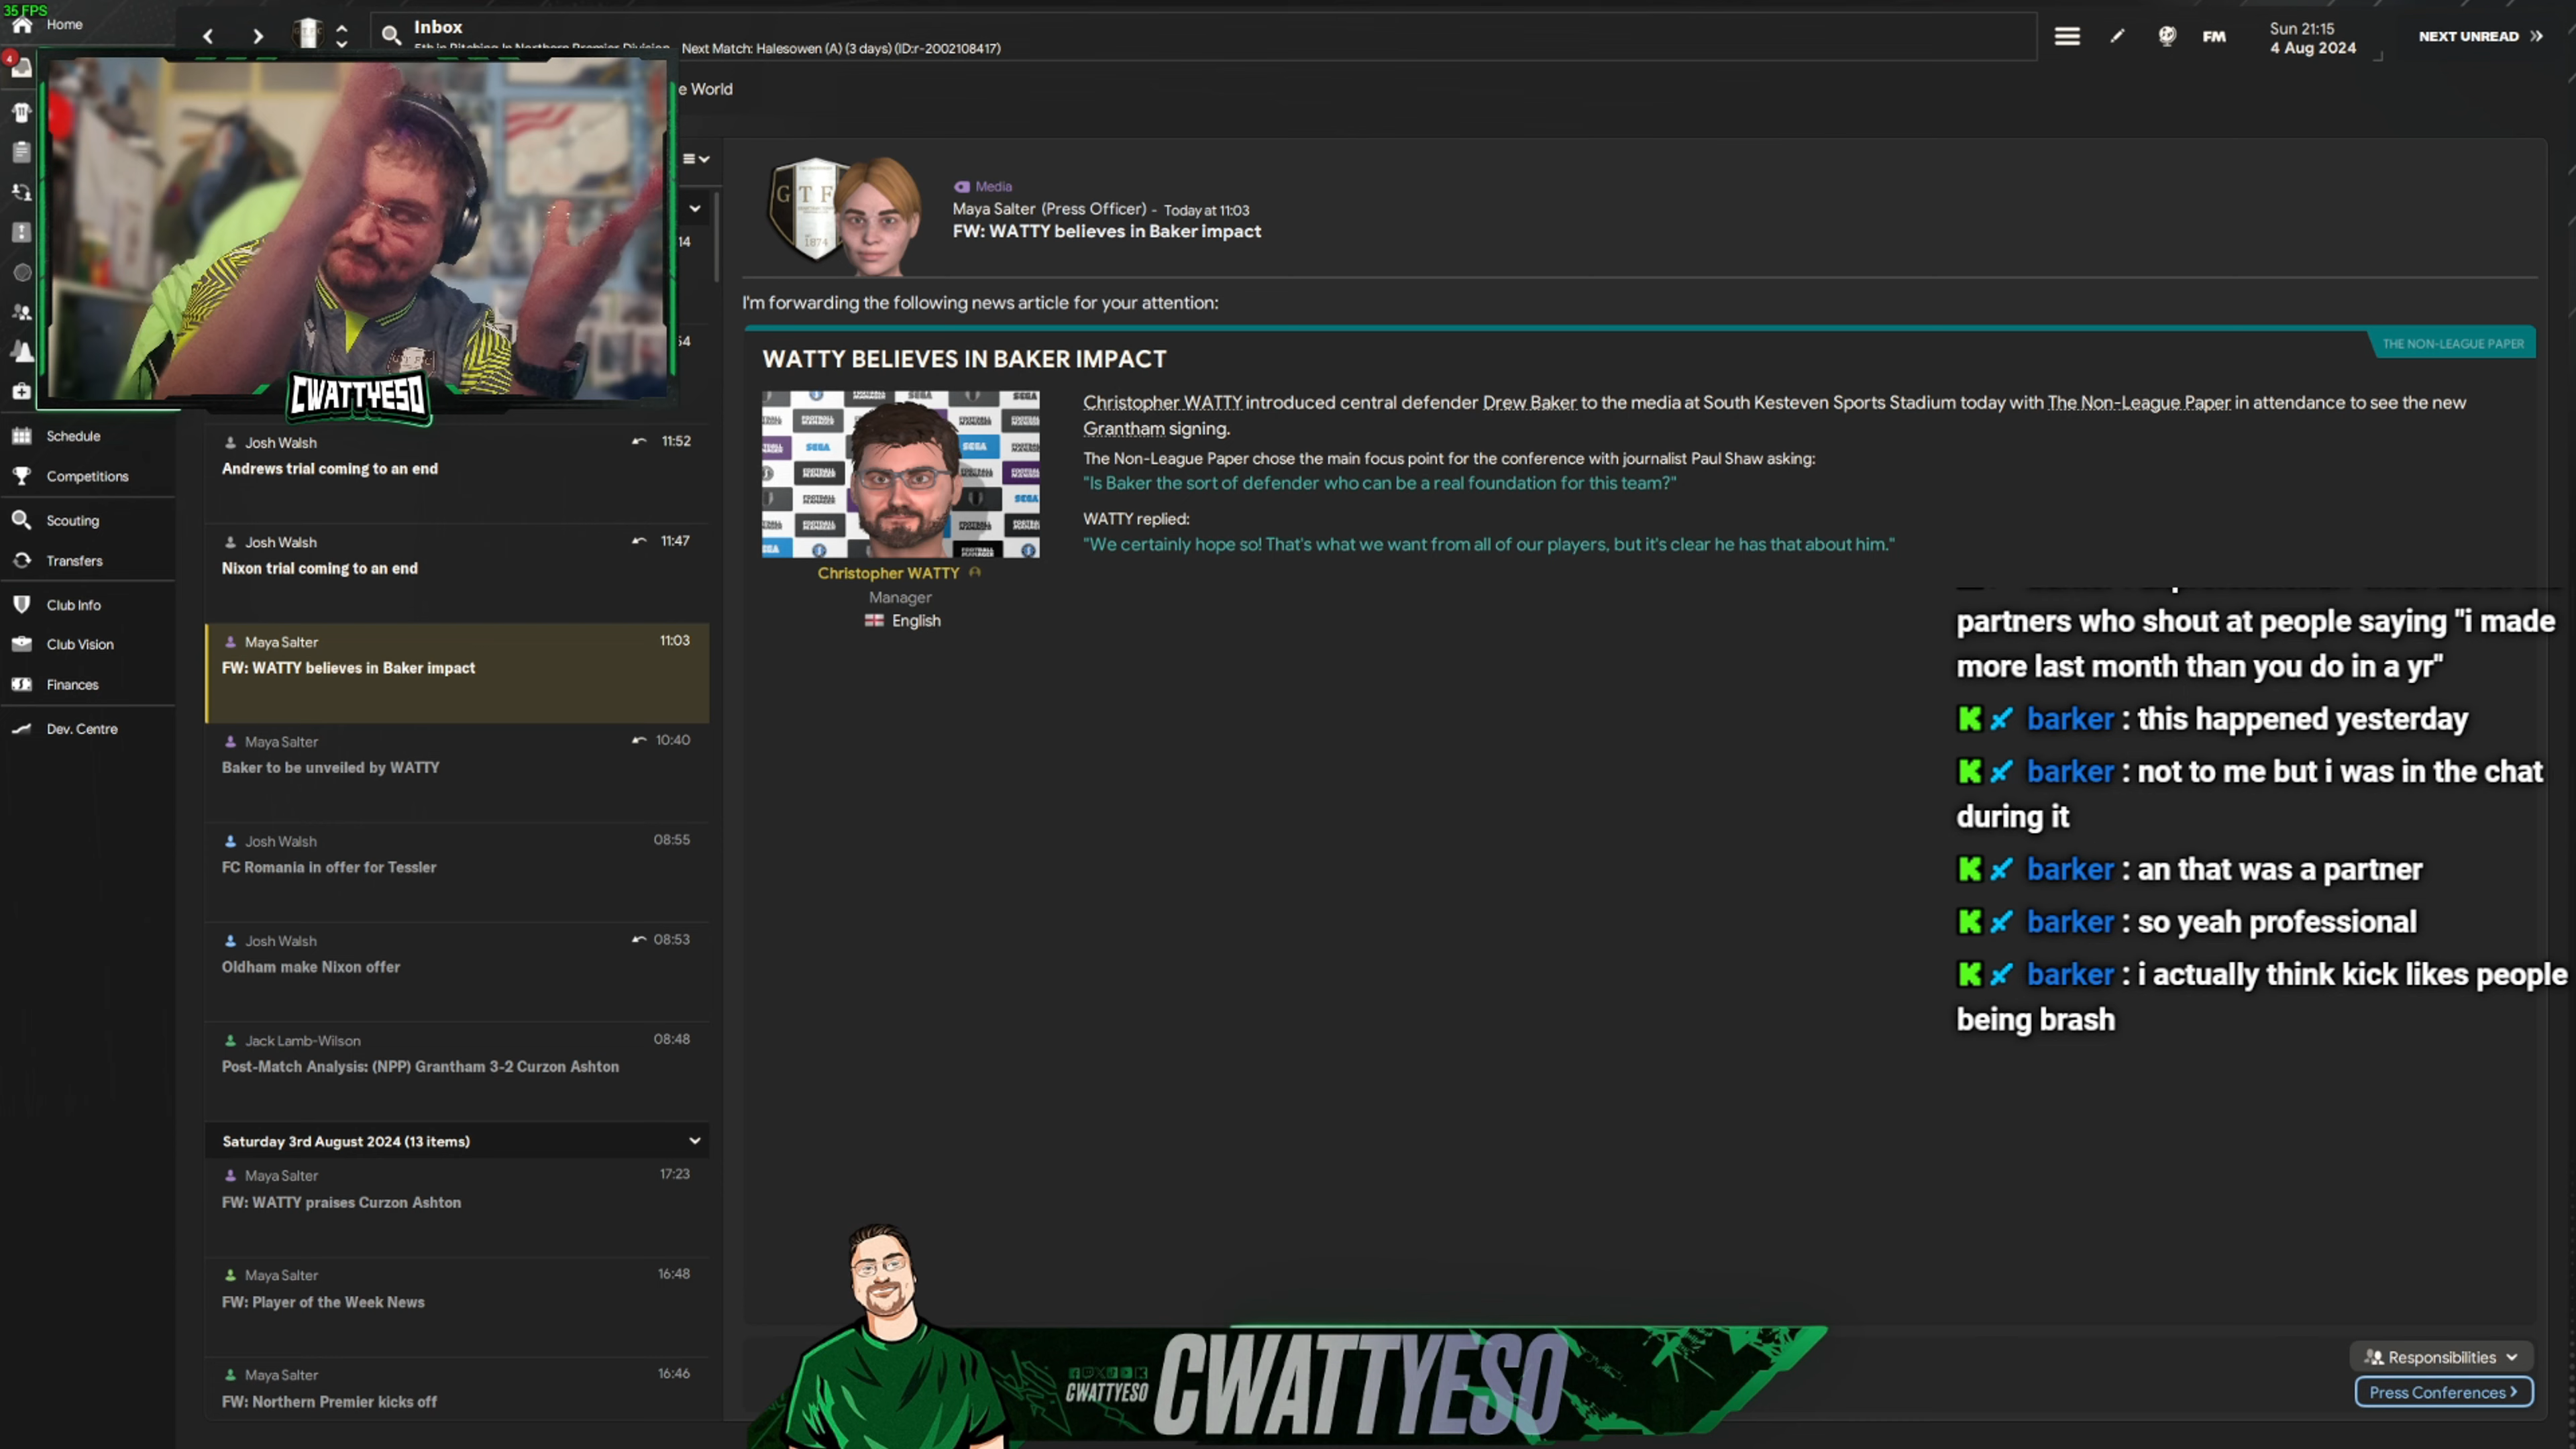 35 FPS
Home
Inbox
Next Match: Halesowen (A) (3 days) (ID:r-2002108417)
FM
Sun 21:15
4 Aug 2024
NEXT UNREAD
4
e World
14
54
CWATTYESO
Schedule
Competitions
Scouting
Transfers
Club Info
Club Vision
Finances
Dev. Centre
Josh Walsh 11:52
Andrews trial coming to an end
Josh Walsh 11:47
Nixon trial coming to an end
Maya Salter 11:03
FW: WATTY believes in Baker impact
Maya Salter 10:40
Baker to be unveiled by WATTY
Josh Walsh 08:55
FC Romania in offer for Tessler
Josh Walsh 08:53
Oldham make Nixon offer
Jack Lamb-Wilson 08:48
Post-Match Analysis: (NPP) Grantham 3-2 Curzon Ashton
Saturday 3rd August 2024 (13 items)
Maya Salter 17:23
FW: WATTY praises Curzon Ashton
Maya Salter 16:48
FW: Player of the Week News
Maya Salter 16:46
FW: Northern Premier kicks off
GTF
1874
Media
Maya Salter (Press Officer) - Today at 11:03
FW: WATTY believes in Baker impact
I'm forwarding the following news article for your attention:
THE NON-LEAGUE PAPER
WATTY BELIEVES IN BAKER IMPACT
Christopher WATTY introduced central defender Drew Baker to the media at South Kesteven Sports Stadium today with The Non-League Paper in attendance to see the new
Grantham signing.
The Non-League Paper chose the main focus point for the conference with journalist Paul Shaw asking:
"Is Baker the sort of defender who can be a real foundation for this team?"
WATTY replied:
"We certainly hope so! That's what we want from all of our players, but it's clear he has that about him."
SEGA
FOOTBALL MANAGER
Christopher WATTY
Manager
English
partners who shout at people saying "i made
more last month than you do in a yr"
barker : this happened yesterday
barker : not to me but i was in the chat
during it
barker : an that was a partner
barker : so yeah professional
barker : i actually think kick likes people
being brash
CWATTYESO
CWATTYESO
Responsibilities
Press Conferences